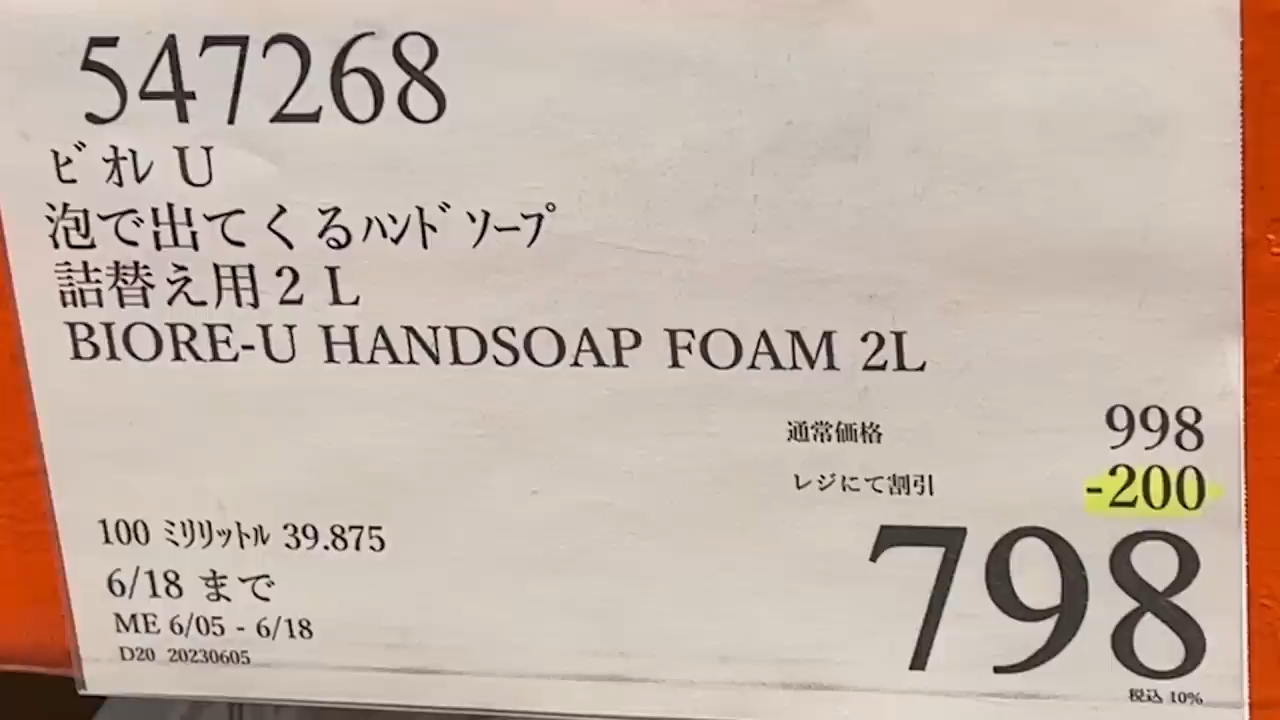 547268
ﾋﾞｵﾚ U
泡で出てくるﾊﾝﾄﾞｿｰﾌﾟ
詰替え用２Ｌ
BIORE-U HANDSOAP FOAM 2L
通常価格 998
レジにて割引 -200
798
100 ﾐﾘﾘｯﾄﾙ 39.875
6/18 まで
ME 6/05 - 6/18
D20 20230605
税込 10%